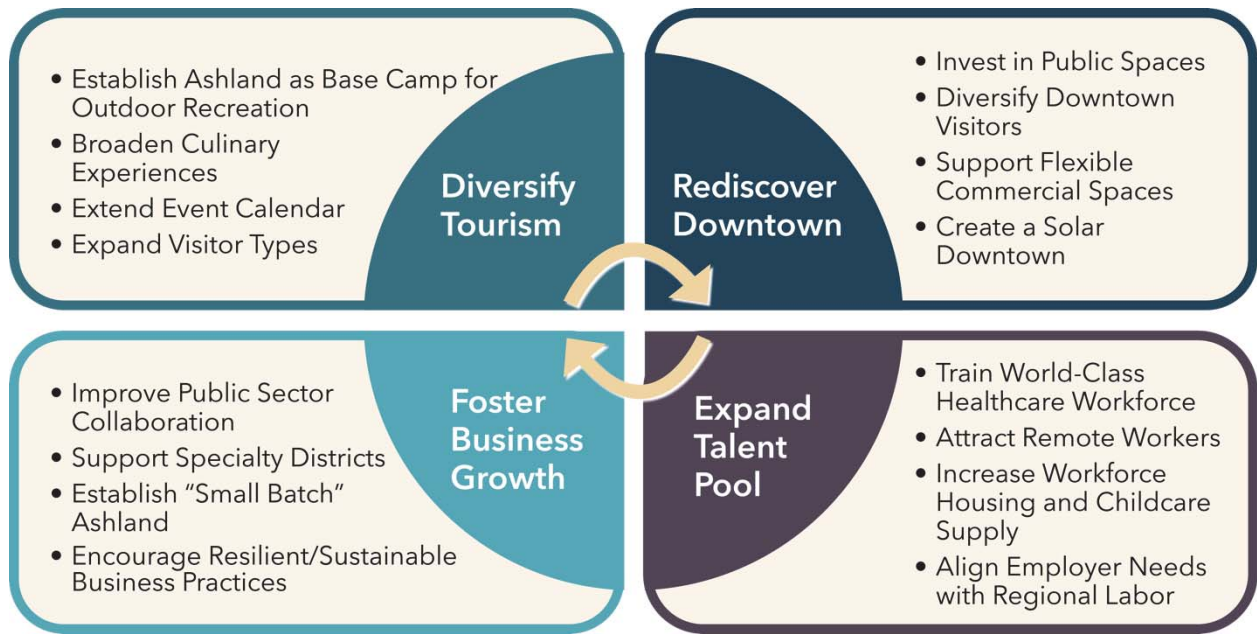 • Establish Ashland as Base Camp for
Outdoor Recreation
• Broaden Culinary
Experiences
• Extend Event Calendar
• Expand Visitor Types
Diversify
Tourism
Rediscover
Downtown
• Invest in Public Spaces
• Diversify Downtown
Visitors
• Support Flexible
Commercial Spaces
• Create a Solar
Downtown
• Improve Public Sector
Collaboration
• Support Specialty Districts
• Establish “Small Batch”
Ashland
• Encourage Resilient/Sustainable
Business Practices
Foster
Business
Growth
Expand
Talent
Pool
• Train World-Class
Healthcare Workforce
• Attract Remote Workers
• Increase Workforce
Housing and Childcare
Supply
• Align Employer Needs
with Regional Labor